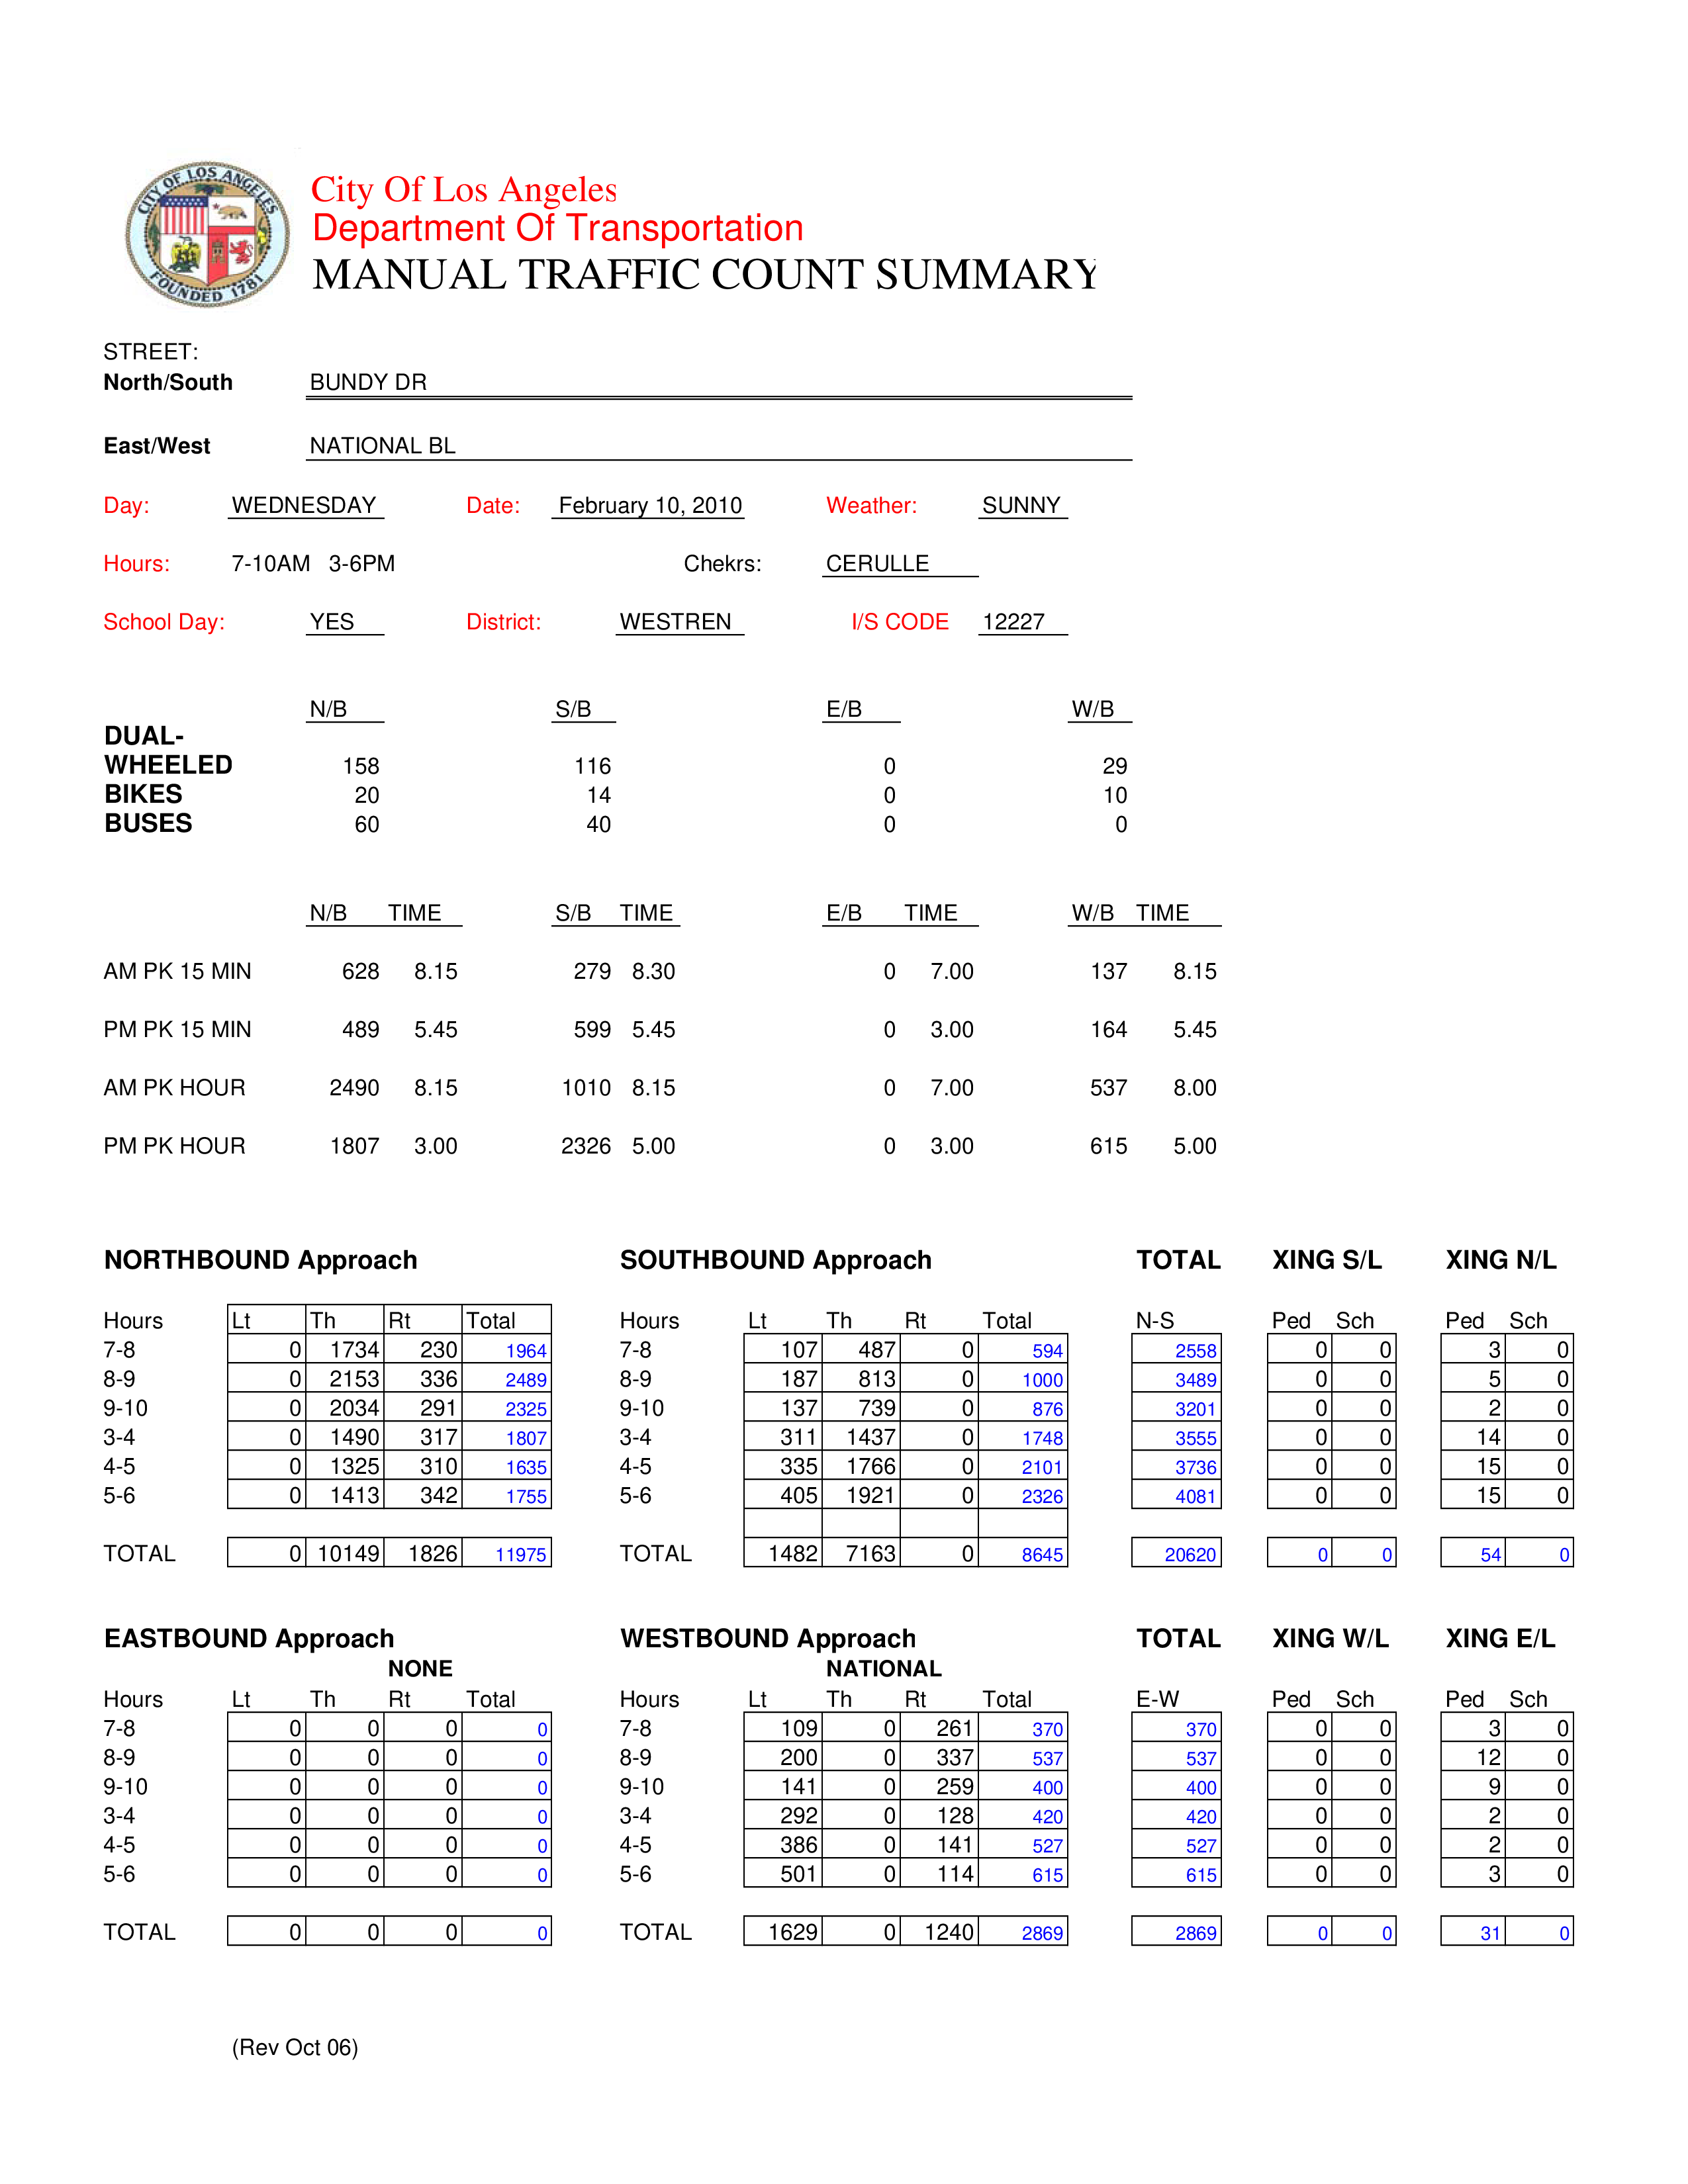 CITY OF LOS ANGELES
FOUNDED 1781
City Of Los Angeles
Department Of Transportation
MANUAL TRAFFIC COUNT SUMMARY
STREET:
North/South BUNDY DR
East/West NATIONAL BL
Day: WEDNESDAY Date: February 10, 2010 Weather: SUNNY
Hours: 7-10AM 3-6PM Chekrs: CERULLE
School Day: YES District: WESTREN I/S CODE 12227
N/B S/B E/B W/B
DUAL-
WHEELED 158 116 0 29
BIKES 20 14 0 10
BUSES 60 40 0 0
N/B TIME S/B TIME E/B TIME W/B TIME
AM PK 15 MIN 628 8.15 279 8.30 0 7.00 137 8.15
PM PK 15 MIN 489 5.45 599 5.45 0 3.00 164 5.45
AM PK HOUR 2490 8.15 1010 8.15 0 7.00 537 8.00
PM PK HOUR 1807 3.00 2326 5.00 0 3.00 615 5.00
NORTHBOUND Approach SOUTHBOUND Approach TOTAL XING S/L XING N/L
Hours Lt Th Rt Total Hours Lt Th Rt Total N-S Ped Sch Ped Sch
7-8 0 1734 230 1964 7-8 107 487 0 594 2558 0 0 3 0
8-9 0 2153 336 2489 8-9 187 813 0 1000 3489 0 0 5 0
9-10 0 2034 291 2325 9-10 137 739 0 876 3201 0 0 2 0
3-4 0 1490 317 1807 3-4 311 1437 0 1748 3555 0 0 14 0
4-5 0 1325 310 1635 4-5 335 1766 0 2101 3736 0 0 15 0
5-6 0 1413 342 1755 5-6 405 1921 0 2326 4081 0 0 15 0
TOTAL 0 10149 1826 11975 TOTAL 1482 7163 0 8645 20620 0 0 54 0
EASTBOUND Approach WESTBOUND Approach TOTAL XING W/L XING E/L
NONE NATIONAL
Hours Lt Th Rt Total Hours Lt Th Rt Total E-W Ped Sch Ped Sch
7-8 0 0 0 0 7-8 109 0 261 370 370 0 0 3 0
8-9 0 0 0 0 8-9 200 0 337 537 537 0 0 12 0
9-10 0 0 0 0 9-10 141 0 259 400 400 0 0 9 0
3-4 0 0 0 0 3-4 292 0 128 420 420 0 0 2 0
4-5 0 0 0 0 4-5 386 0 141 527 527 0 0 2 0
5-6 0 0 0 0 5-6 501 0 114 615 615 0 0 3 0
TOTAL 0 0 0 0 TOTAL 1629 0 1240 2869 2869 0 0 31 0
(Rev Oct 06)